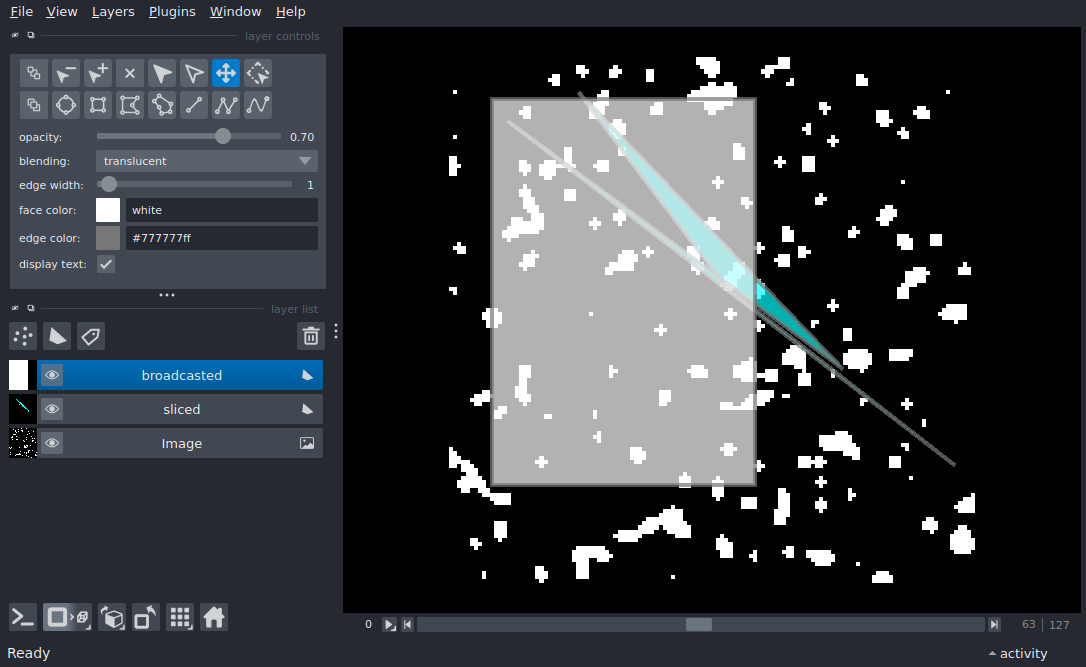 File View Layers Plugins Window Help
layer controls
opacity: 0.70
blending: translucent
edge width: 1
face color: white
edge color: #777777ff
display text:
layer list
broadcasted
sliced
Image
0 63 127
Ready activity